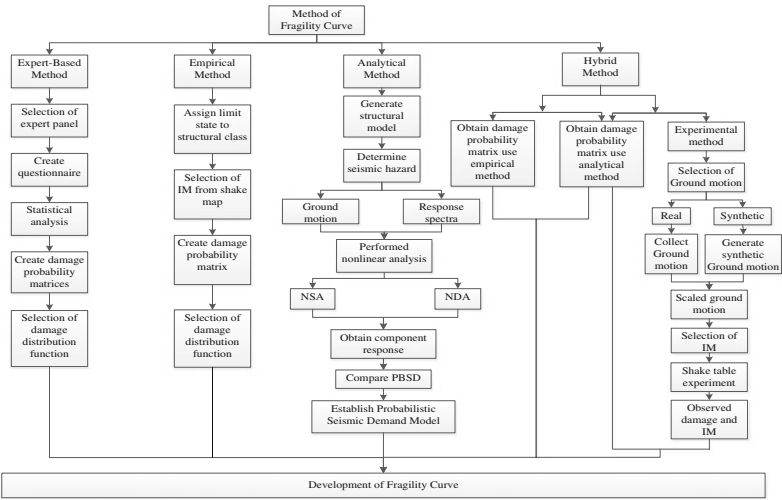 Method of
Fragility Curve
Expert-Based
Method
Selection of
expert panel
Create
questionnaire
Statistical
analysis
Create damage
probability
matrices
Selection of
damage
distribution
function
Empirical
Method
Assign limit
state to
structural class
Selection of
IM from shake
map
Create damage
probability
matrix
Selection of
damage
distribution
function
Analytical
Method
Generate
structural
model
Determine
seismic hazard
Ground
motion
Response
spectra
Performed
nonlinear analysis
NSA
NDA
Obtain component
response
Compare PBSD
Establish Probabilistic
Seismic Demand Model
Hybrid
Method
Obtain damage
probability
matrix use
empirical
method
Obtain damage
probability
matrix use
analytical
method
Experimental
method
Selection of
Ground motion
Real
Synthetic
Collect
Ground
motion
Generate
synthetic
Ground motion
Scaled ground
motion
Selection of
IM
Shake table
experiment
Observed
damage and
IM
Development of Fragility Curve